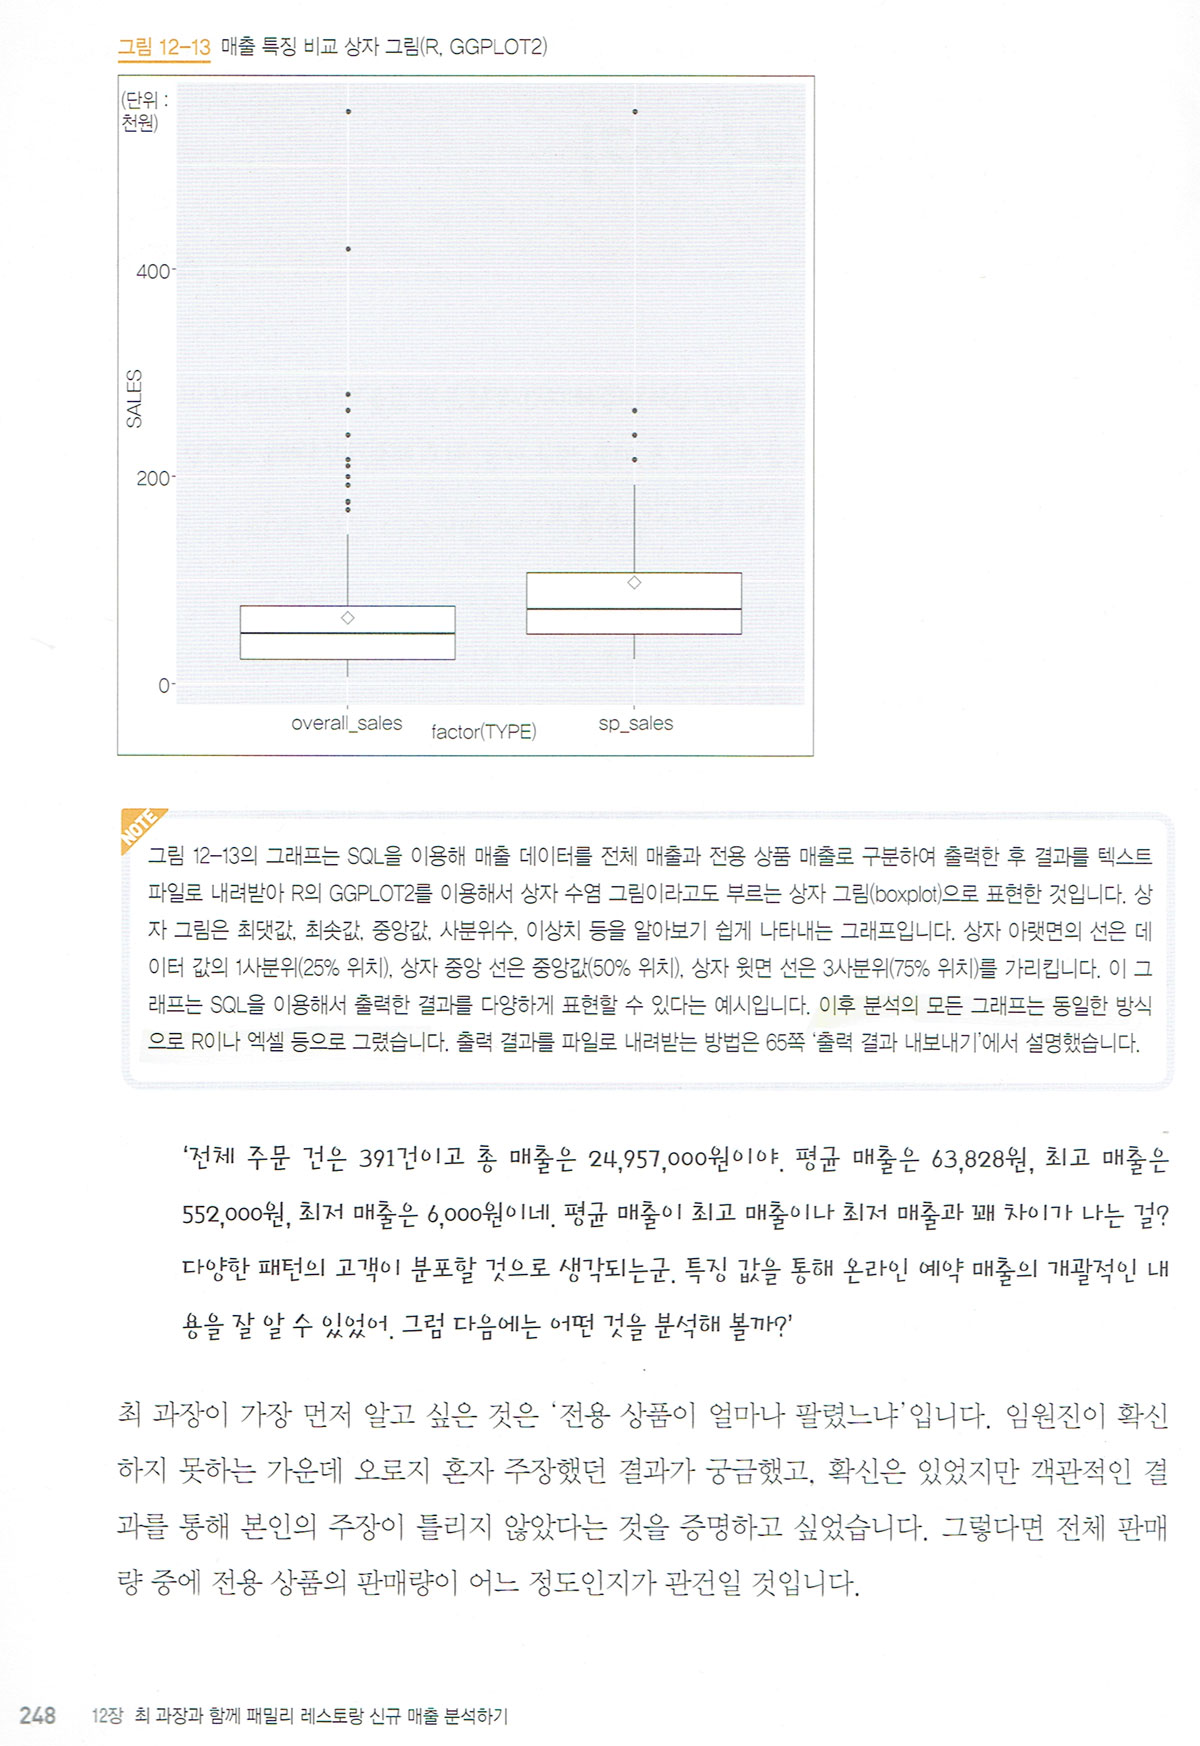 그림 12-13 매출 특징 비교 상자 그림(R, GGPLOT2)
(단위 :
천원)
400
SALES
200
0
overall_sales
factor(TYPE)
sp_sales
NOTE
그림 12-13의 그래프는 SQL을 이용해 매출 데이터를 전체 매출과 전용 상품 매출로 구분하여 출력한 후 결과를 텍스트
파일로 내려받아 R의 GGPLOT2를 이용해서 상자 수염 그림이라고도 부르는 상자 그림(boxplot)으로 표현한 것입니다. 상
자 그림은 최댓값, 최솟값, 중앙값, 사분위수, 이상치 등을 알아보기 쉽게 나타내는 그래프입니다. 상자 아랫면의 선은 데
이터 값의 1사분위(25% 위치), 상자 중앙 선은 중앙값(50% 위치), 상자 윗면 선은 3사분위(75% 위치)를 가리킵니다. 이 그
래프는 SQL을 이용해서 출력한 결과를 다양하게 표현할 수 있다는 예시입니다. 이후 분석의 모든 그래프는 동일한 방식
으로 R이나 엑셀 등으로 그렸습니다. 출력 결과를 파일로 내려받는 방법은 65쪽 '출력 결과 내보내기'에서 설명했습니다.
'전체 주문 건은 391건이고 총 매출은 24,957,000원이야. 평균 매출은 63,828원, 최고 매출은
552,000원, 최저 매출은 6,000원이네. 평균 매출이 최고 매출이나 최저 매출과 꽤 차이가 나는 걸?
다양한 패턴의 고객이 분포할 것으로 생각되는군. 특징 값을 통해 온라인 예약 매출의 개괄적인 내
용을 잘 알 수 있었어. 그럼 다음에는 어떤 것을 분석해 볼까?'
최 과장이 가장 먼저 알고 싶은 것은 '전용 상품이 얼마나 팔렸느냐'입니다. 임원진이 확신
하지 못하는 가운데 오로지 혼자 주장했던 결과가 궁금했고, 확신은 있었지만 객관적인 결
과를 통해 본인의 주장이 틀리지 않았다는 것을 증명하고 싶었습니다. 그렇다면 전체 판매
량 중에 전용 상품의 판매량이 어느 정도인지가 관건일 것입니다.
248 12장 최 과장과 함께 패밀리 레스토랑 신규 매출 분석하기